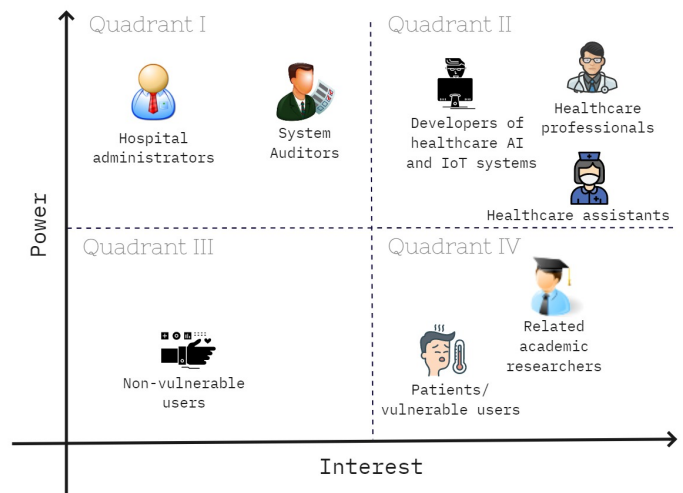 Quadrant I
Quadrant II
Hospital
administrators
System
Auditors
Developers of
healthcare AI
and IoT systems
Healthcare
professionals
Healthcare assistants
Power
Quadrant III
Quadrant IV
Non-vulnerable
users
Patients/
vulnerable users
Related
academic
researchers
Interest